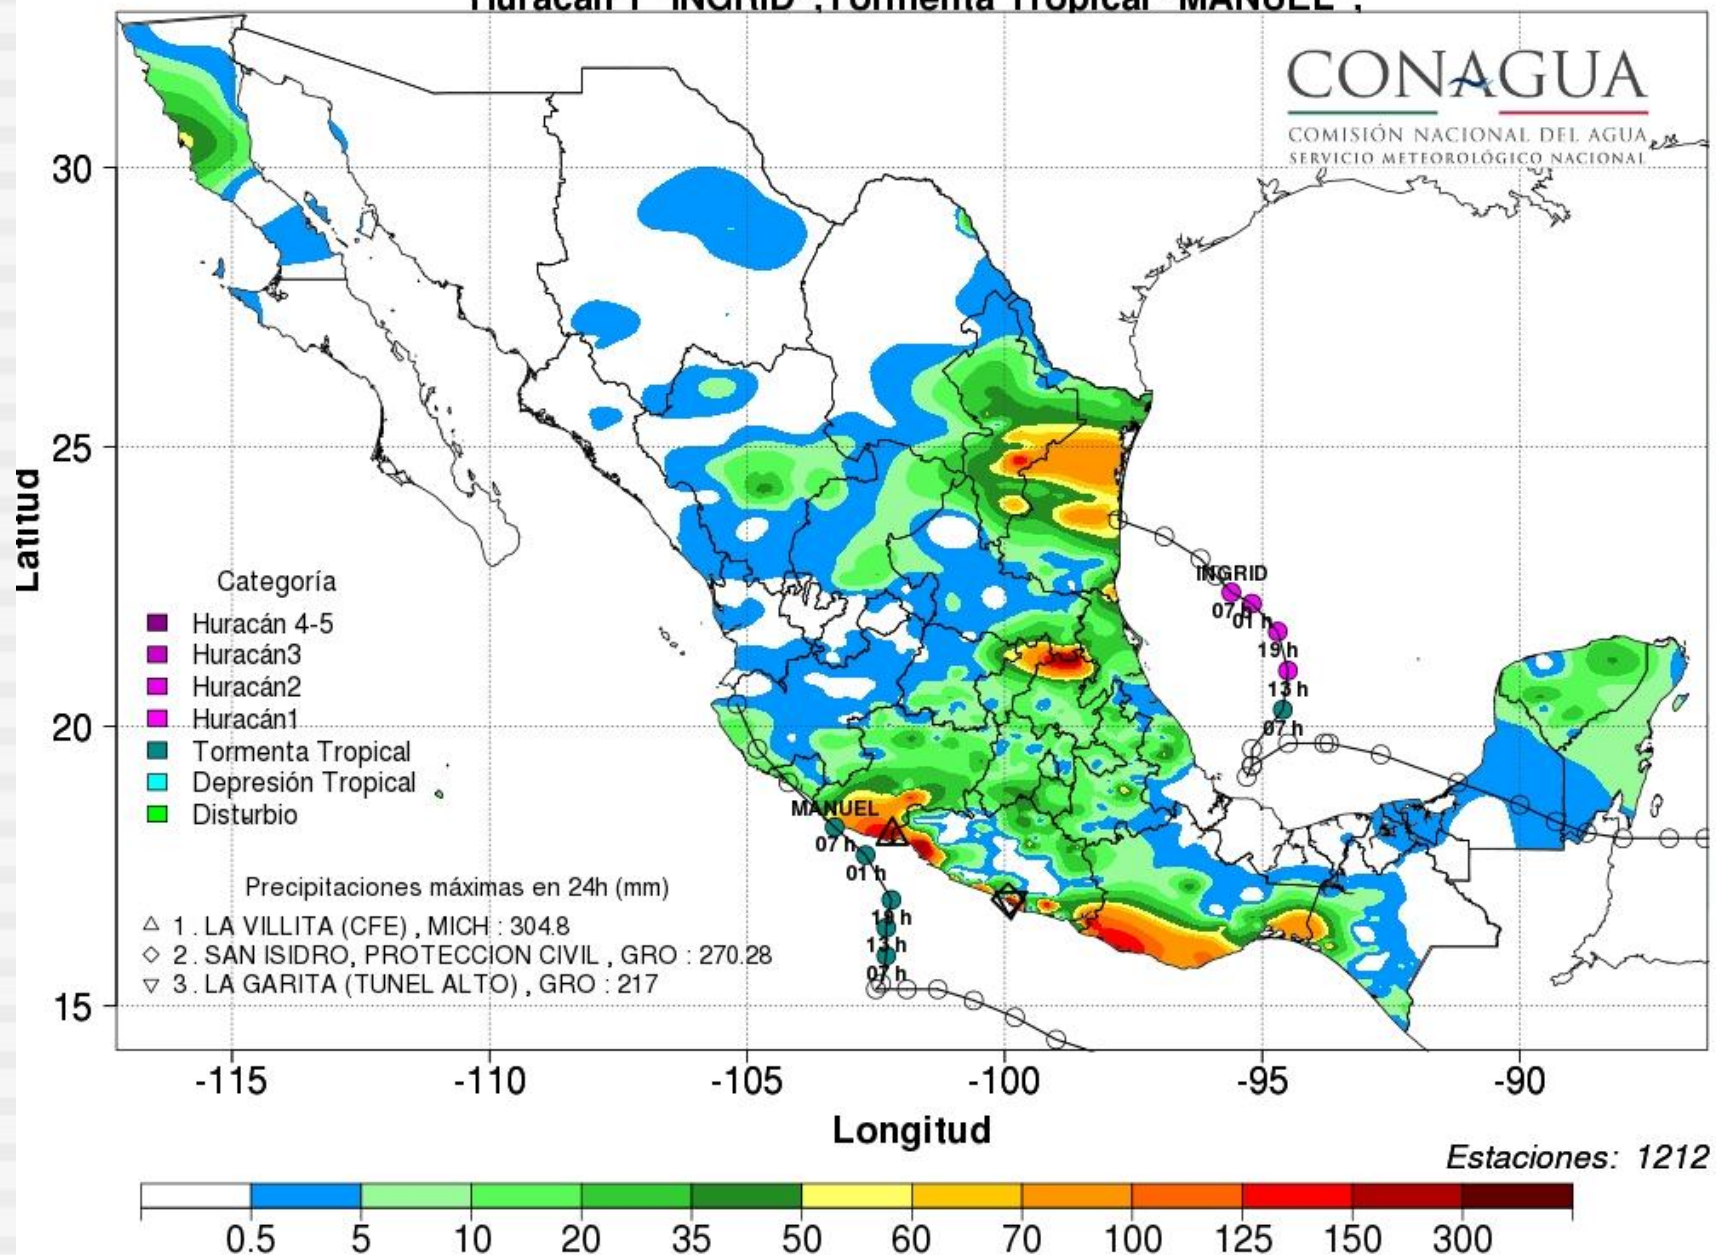 Huracán 1 "INGRID" ,Tormenta Tropical "MANUEL" ,
CONAGUA
COMISIÓN NACIONAL DEL AGUA
SERVICIO METEOROLÓGICO NACIONAL
30
25
20
15
Latitud
INGRID
07 h
01 h
19 h
13 h
07 h
Categoría
Huracán 4-5
Huracán3
Huracán2
Huracán1
Tormenta Tropical
Depresión Tropical
Disturbio
MANUEL
07 h
01 h
19 h
13 h
07 h
Precipitaciones máximas en 24h (mm)
1 . LA VILLITA (CFE) , MICH : 304.8
2 . SAN ISIDRO, PROTECCION CIVIL , GRO : 270.28
3 . LA GARITA (TUNEL ALTO) , GRO : 217
-115 -110 -105 -100 -95 -90
Longitud
Estaciones: 1212
0.5 5 10 20 35 50 60 70 100 125 150 300